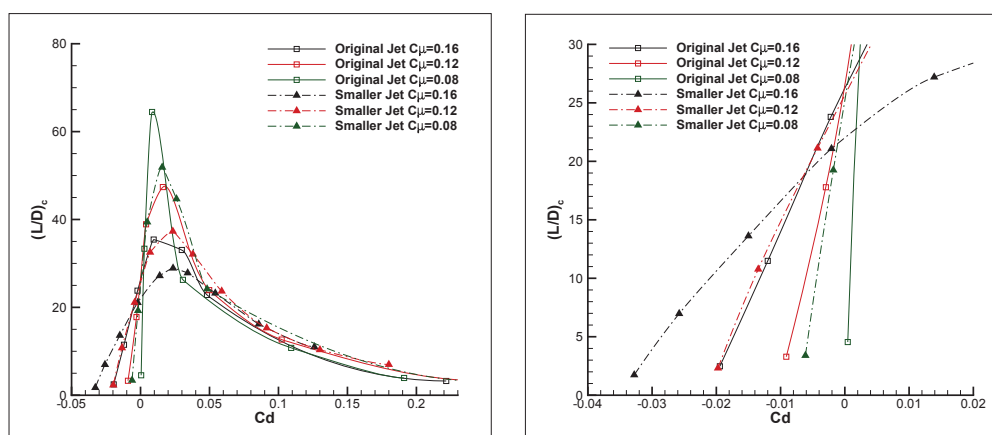 80
60
40
20
0
-0.05
0
0.05
0.10
0.15
0.20
(L/D)c
Cd
Original Jet Cμ=0.16
Original Jet Cμ=0.12
Original Jet Cμ=0.08
Smaller Jet Cμ=0.16
Smaller Jet Cμ=0.12
Smaller Jet Cμ=0.08
30
25
20
15
10
5
0
-0.04
-0.03
-0.02
-0.01
0
0.01
0.02
(L/D)c
Cd
Original Jet Cμ=0.16
Original Jet Cμ=0.12
Original Jet Cμ=0.08
Smaller Jet Cμ=0.16
Smaller Jet Cμ=0.12
Smaller Jet Cμ=0.08